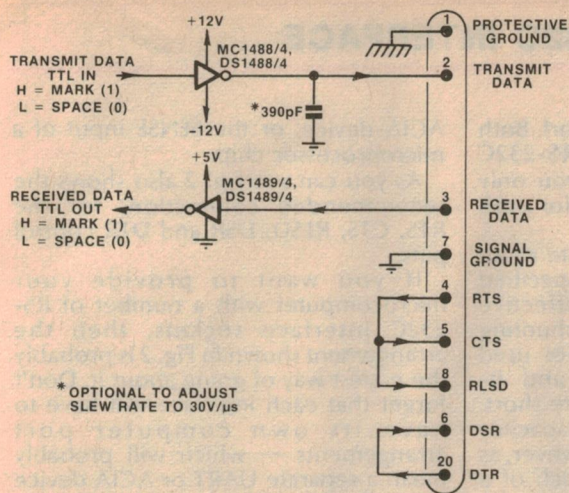 +12V
MC1488/4,
DS1488/4
TRANSMIT DATA
TTL IN
H = MARK (1)
L = SPACE (0)
-12V
*390pF
+5V
MC1489/4,
DS1489/4
RECEIVED DATA
TTL OUT
H = MARK (1)
L = SPACE (0)
* OPTIONAL TO ADJUST
SLEW RATE TO 30V/µs
1 PROTECTIVE
GROUND
2 TRANSMIT
DATA
3 RECEIVED
DATA
7 SIGNAL
GROUND
4 RTS
5 CTS
8 RLSD
6 DSR
20 DTR